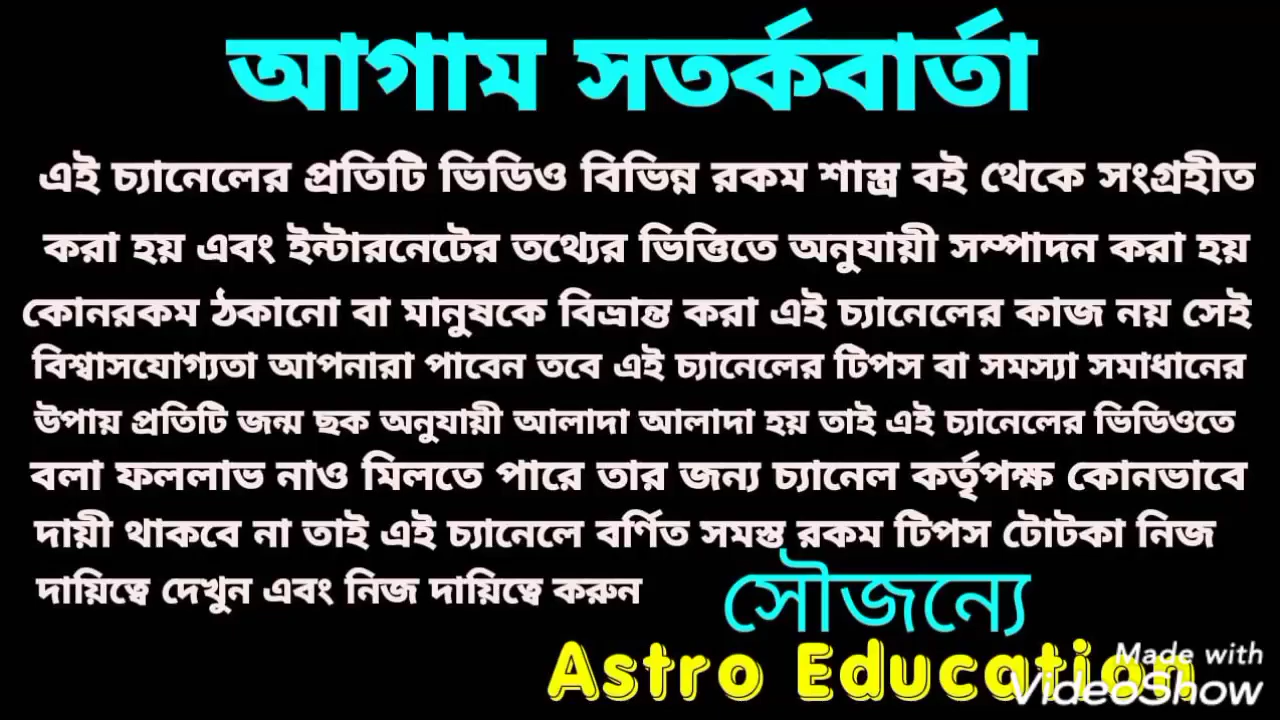 আগাম সতর্কবার্তা
এই চ্যানেলের প্রতিটি ভিডিও বিভিন্ন রকম শাস্ত্র বই থেকে সংগ্রহীত
করা হয় এবং ইন্টারনেটের তথ্যের ভিত্তিতে অনুযায়ী সম্পাদন করা হয়
কোনরকম ঠকানো বা মানুষকে বিভ্রান্ত করা এই চ্যানেলের কাজ নয় সেই
বিশ্বাসযোগ্যতা আপনারা পাবেন তবে এই চ্যানেলের টিপস বা সমস্যা সমাধানের
উপায় প্রতিটি জন্ম ছক অনুযায়ী আলাদা আলাদা হয় তাই এই চ্যানেলের ভিডিওতে
বলা ফললাভ নাও মিলতে পারে তার জন্য চ্যানেল কর্তৃপক্ষ কোনভাবে
দায়ী থাকবে না তাই এই চ্যানেলে বর্ণিত সমস্ত রকম টিপস টোটকা নিজ
দায়িত্বে দেখুন এবং নিজ দায়িত্বে করুন
সৌজন্যে
Astro Education
Made with
VideoShow